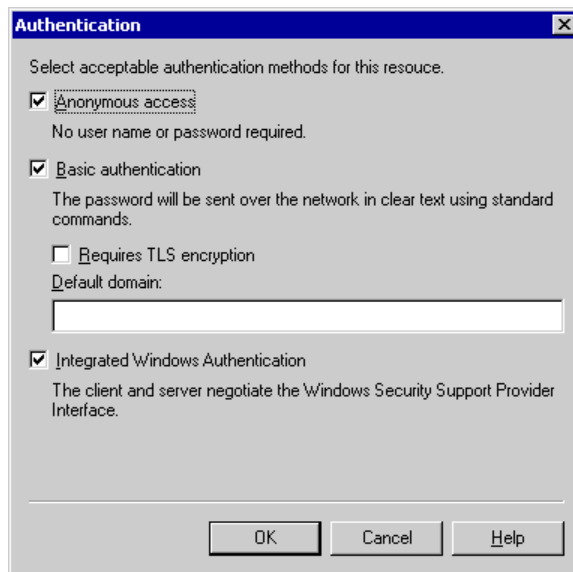 Authentication
Select acceptable authentication methods for this resouce.
Anonymous access
No user name or password required.
Basic authentication
The password will be sent over the network in clear text using standard
commands.
Requires TLS encryption
Default domain:
Integrated Windows Authentication
The client and server negotiate the Windows Security Support Provider
Interface.
OK Cancel Help